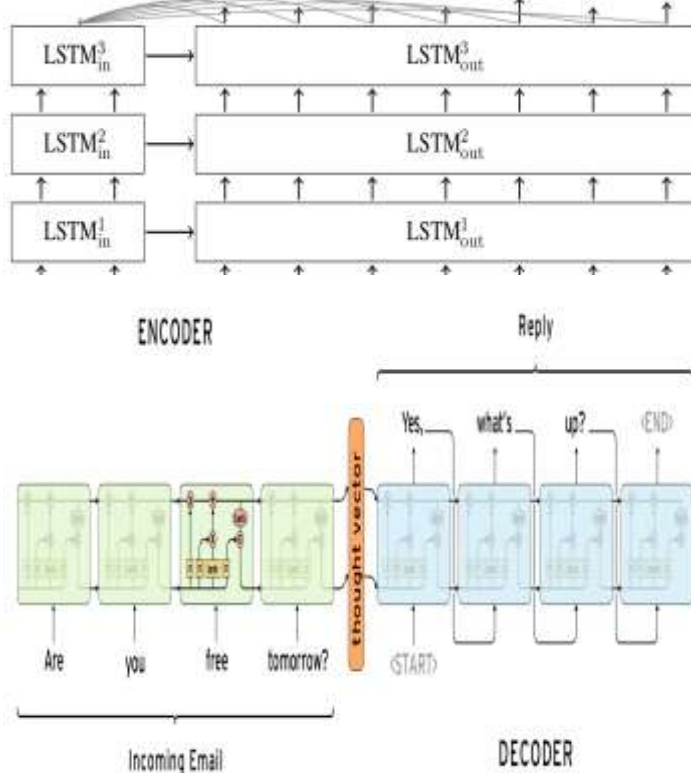 LSTM³in LSTM³out
LSTM²in LSTM²out
LSTM¹in LSTM¹out
ENCODER
Reply
Yes, what's up? <END>
thought vector
Are you free tomorrow? <START>
Incoming Email
DECODER